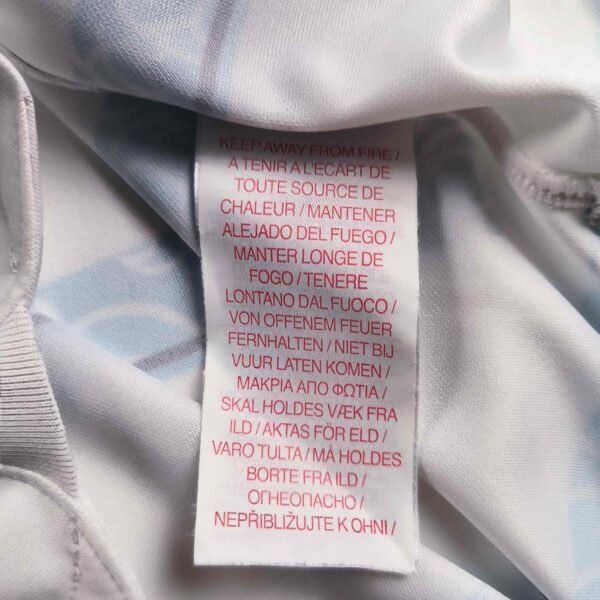 KEEP AWAY FROM FIRE /
À TENIR A L'ECART DE
TOUTE SOURCE DE
CHALEUR / MANTENER
ALEJADO DEL FUEGO /
MANTER LONGE DE
FOGO / TENERE
LONTANO DAL FUOCO /
VON OFFENEM FEUER
FERNHALTEN / NIET BIJ
VUUR LATEN KOMEN /
ΜΑΚΡΙΑ ΑΠΟ ΦΩΤΙΑ /
SKAL HOLDES VÆK FRA
ILD / AKTAS FÖR ELD /
VARO TULTA / MÅ HOLDES
BORTE FRA ILD /
ОГНЕОПАСНО /
NEPŘIBLIŽUJTE K OHNI /